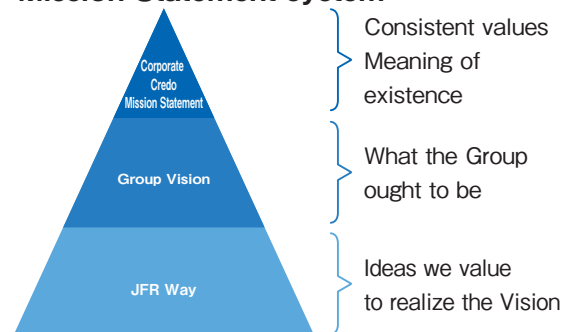 Mission Statement system
Corporate
Credo
Mission Statement
Consistent values
Meaning of
existence
Group Vision
What the Group
ought to be
JFR Way
Ideas we value
to realize the Vision